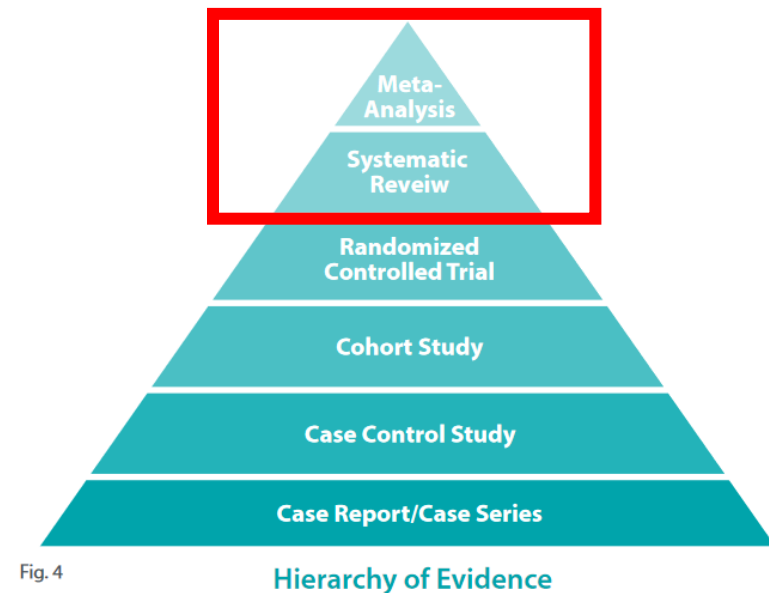 Meta-
Analysis
Systematic
Reveiw
Randomized
Controlled Trial
Cohort Study
Case Control Study
Case Report/Case Series
Fig. 4
Hierarchy of Evidence